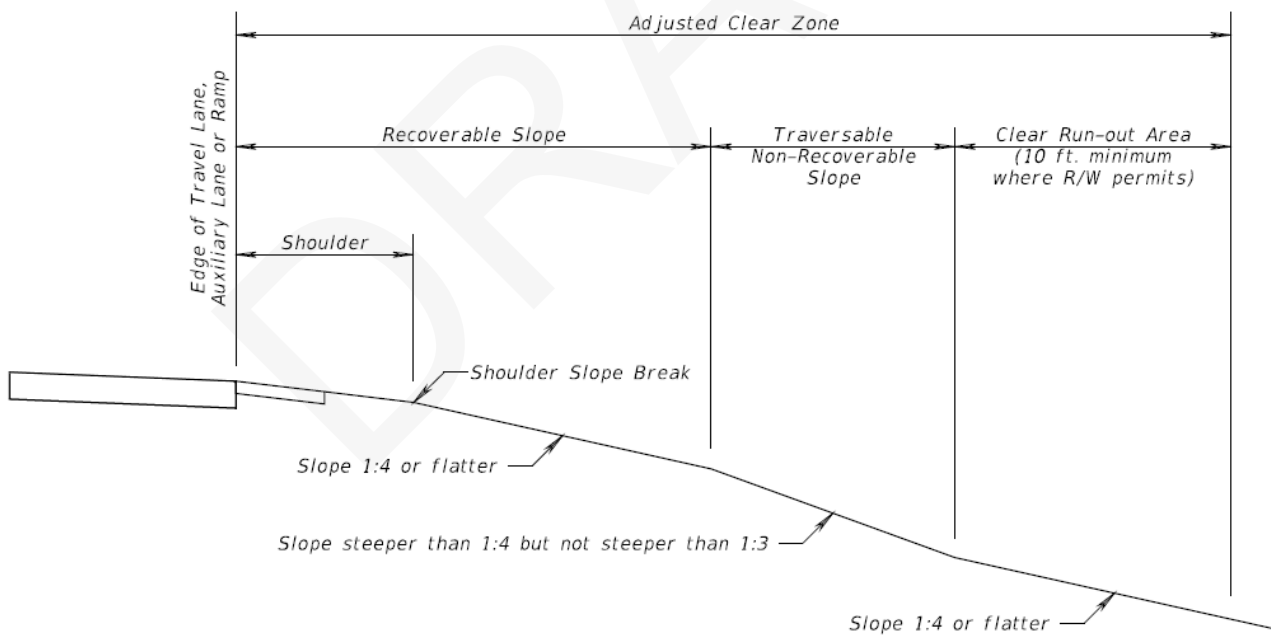 Adjusted Clear Zone
Edge of Travel Lane,
Auxiliary Lane or Ramp
Recoverable Slope
Traversable
Non-Recoverable
Slope
Clear Run-out Area
(10 ft. minimum
where R/W permits)
Shoulder
Shoulder Slope Break
Slope 1:4 or flatter
Slope steeper than 1:4 but not steeper than 1:3
Slope 1:4 or flatter
DRA